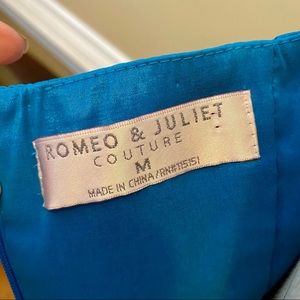 ROMEO & JULIET
COUTURE
M
MADE IN CHINA/RN#115151